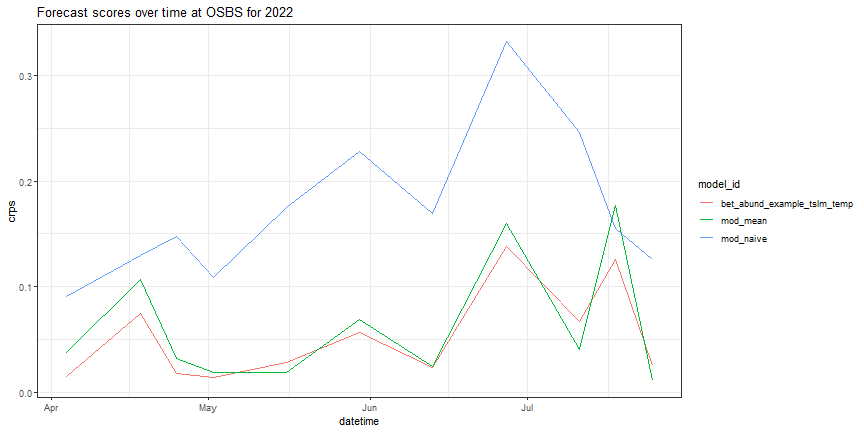 Forecast scores over time at OSBS for 2022
crps
0.3
0.2
0.1
0.0
Apr
May
Jun
Jul
datetime
model_id
bet_abund_example_tslm_temp
mod_mean
mod_naive